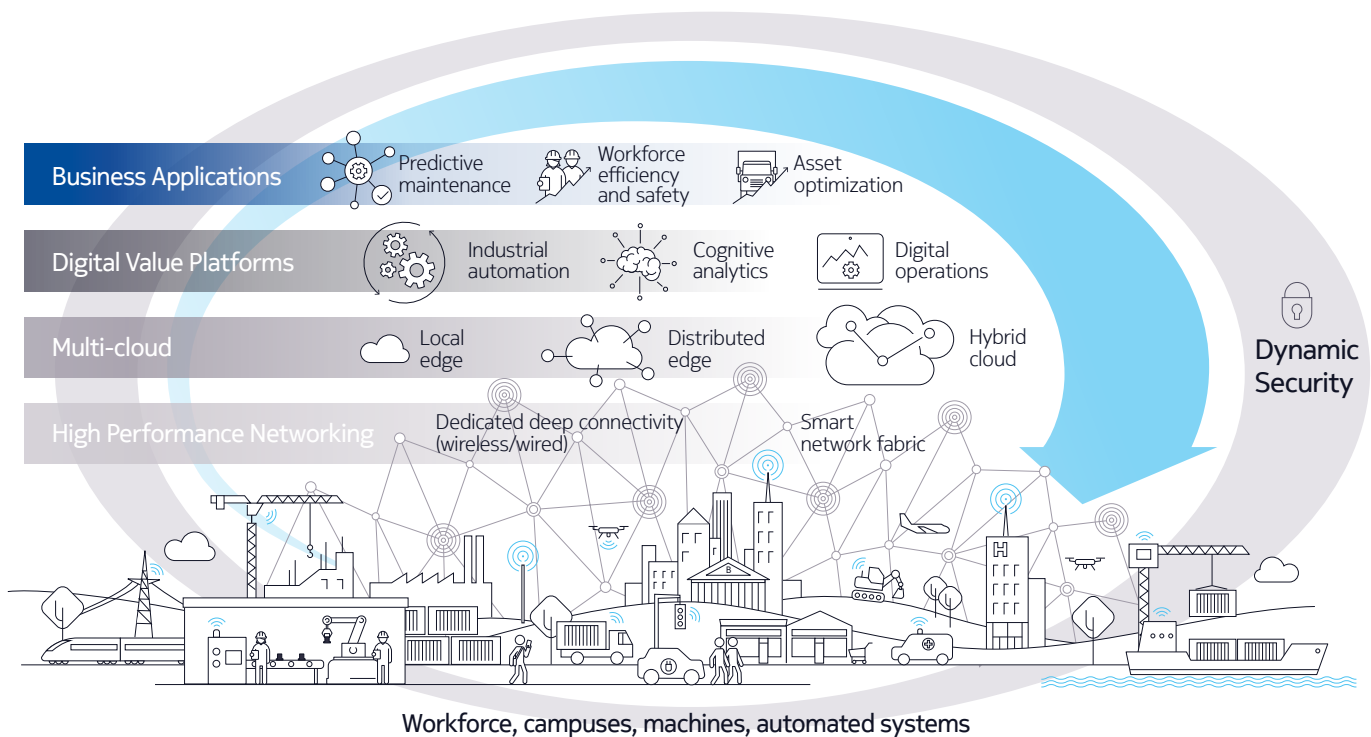 Business Applications
Predictive
maintenance
Workforce
efficiency
and safety
Asset
optimization
Digital Value Platforms
Industrial
automation
Cognitive
analytics
Digital
operations
Multi-cloud
Local
edge
Distributed
edge
Hybrid
cloud
Dynamic
Security
High Performance Networking
Dedicated deep connectivity
(wireless/wired)
Smart
network fabric
H
B
Workforce, campuses, machines, automated systems